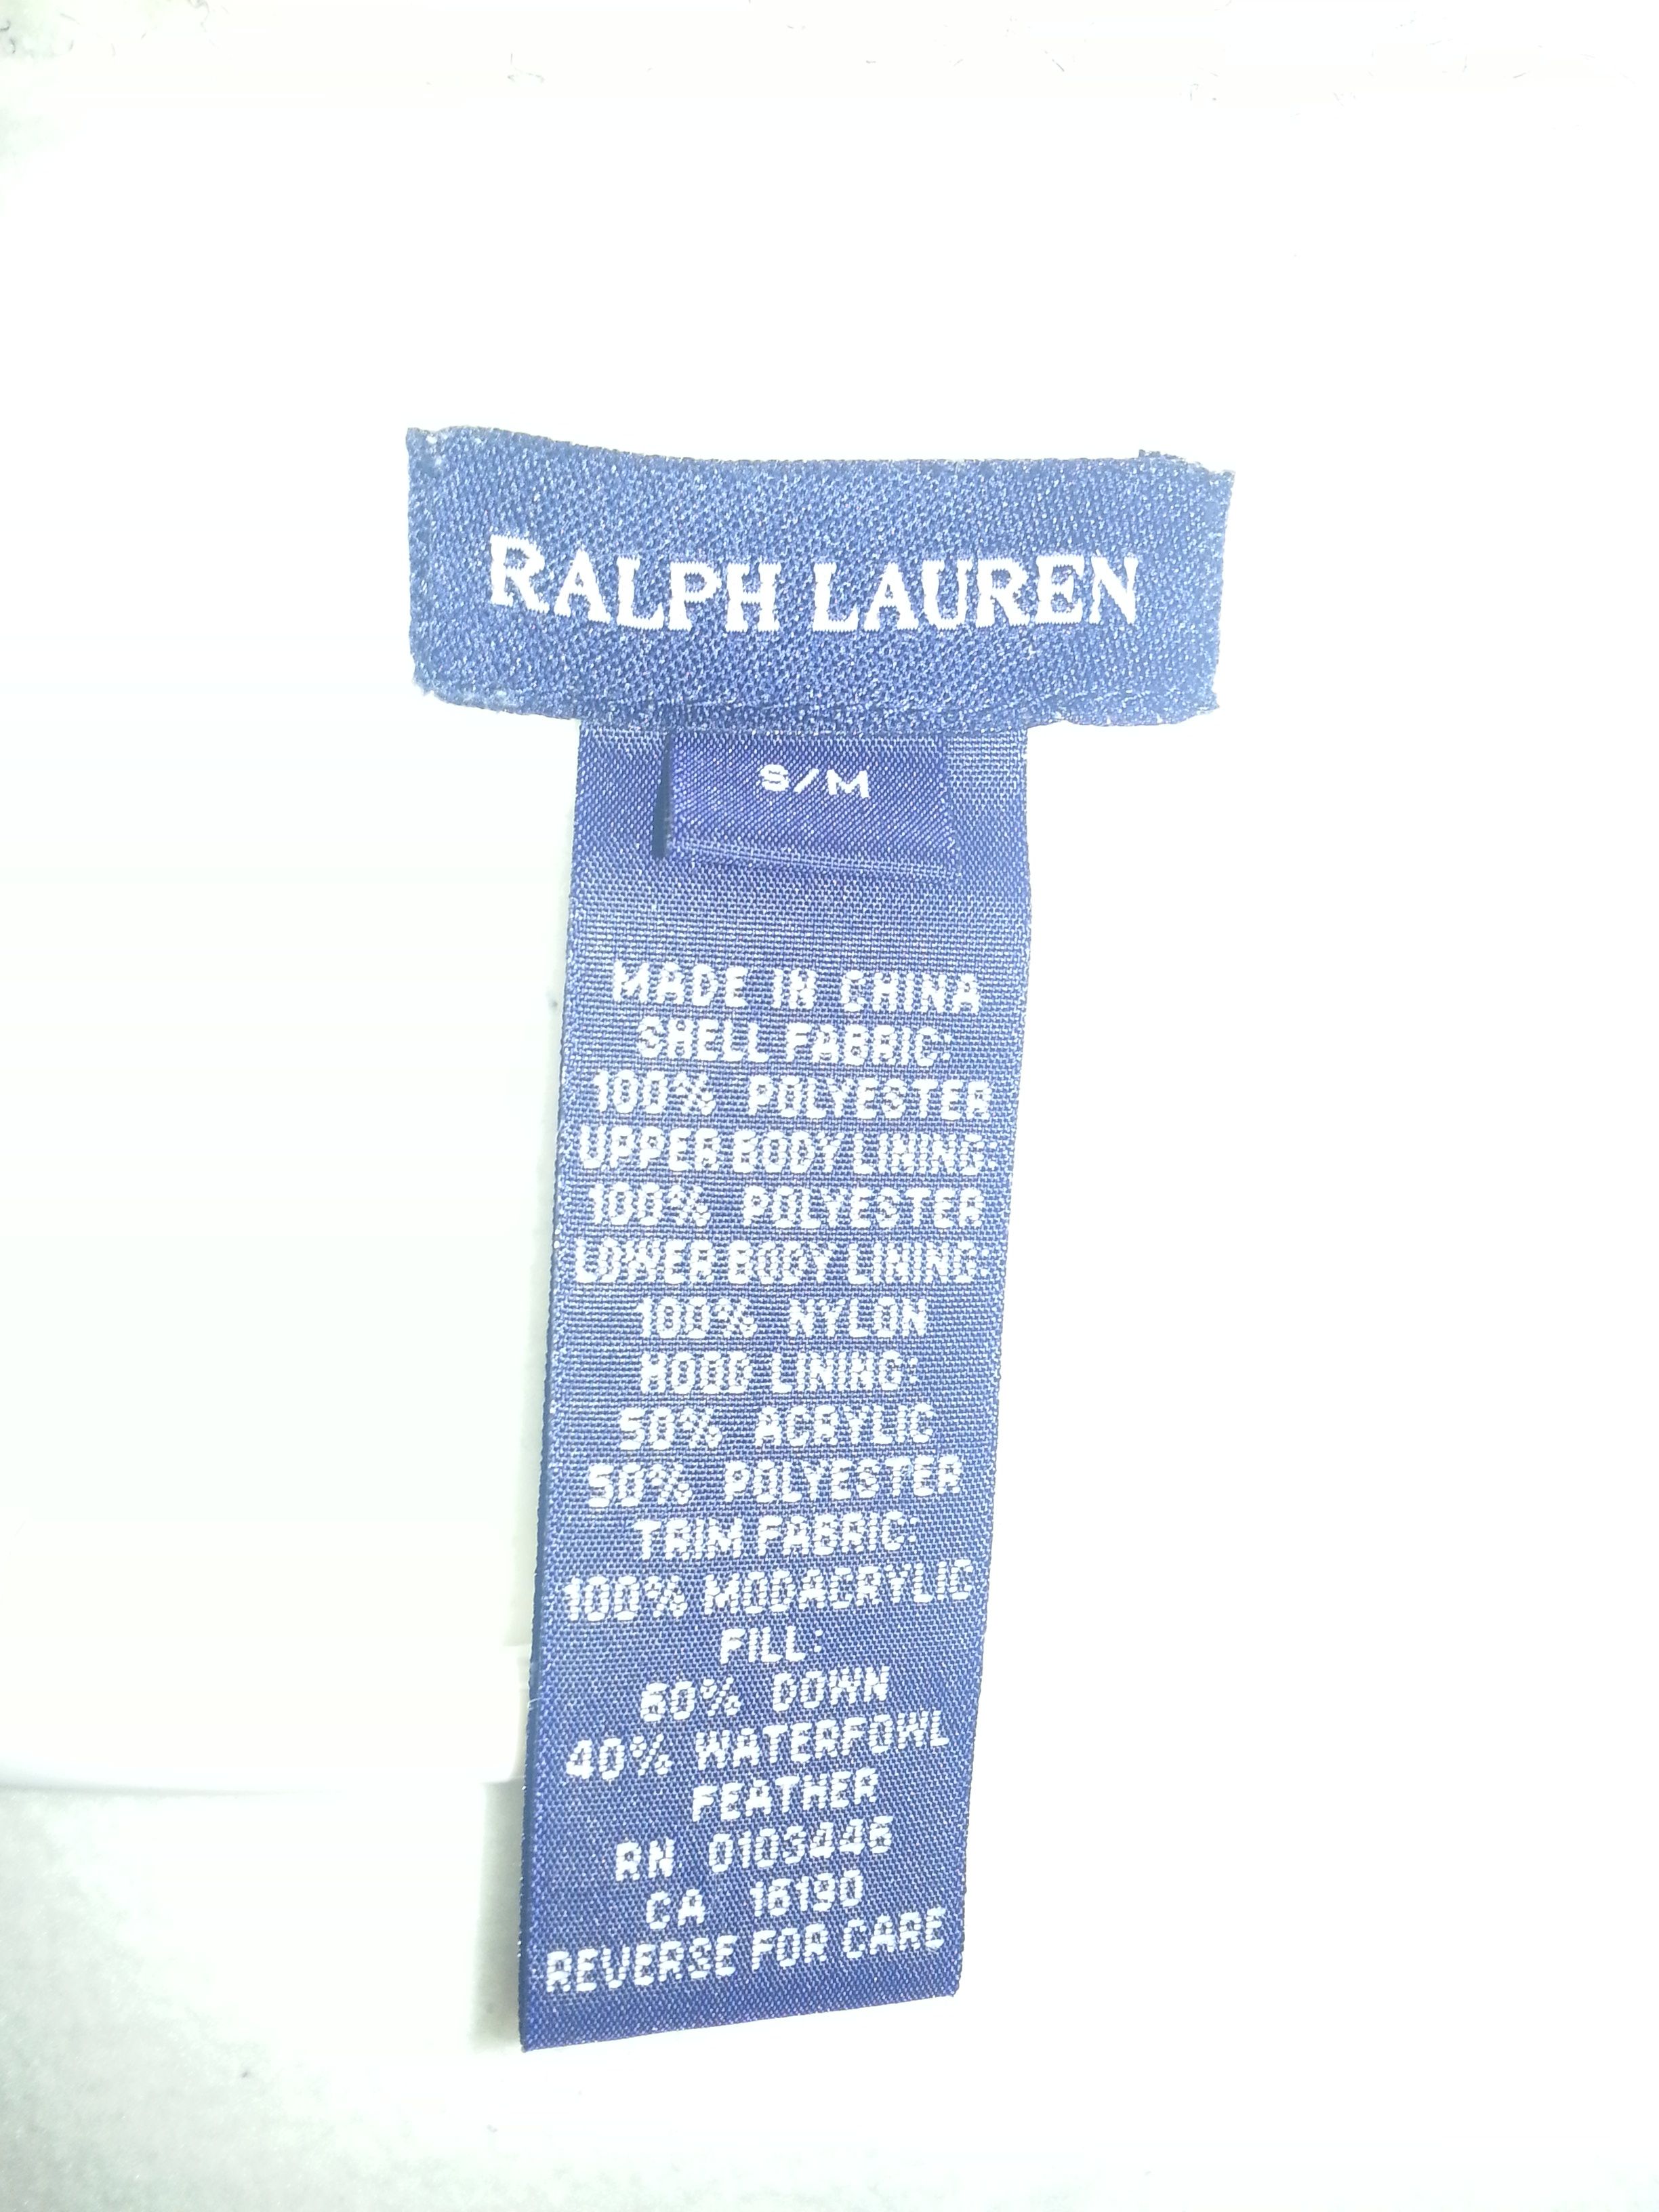 RALPH LAUREN
S/M
MADE IN CHINA
SHELL FABRIC:
100% POLYESTER
UPPER BODY LINING:
100% POLYESTER
LOWER BODY LINING:
100% NYLON
HOOD LINING:
50% ACRYLIC
50% POLYESTER
TRIM FABRIC:
100% MODACRYLIC
FILL:
60% DOWN
40% WATERFOWL
FEATHER
RN 0103446
CA 16190
REVERSE FOR CARE